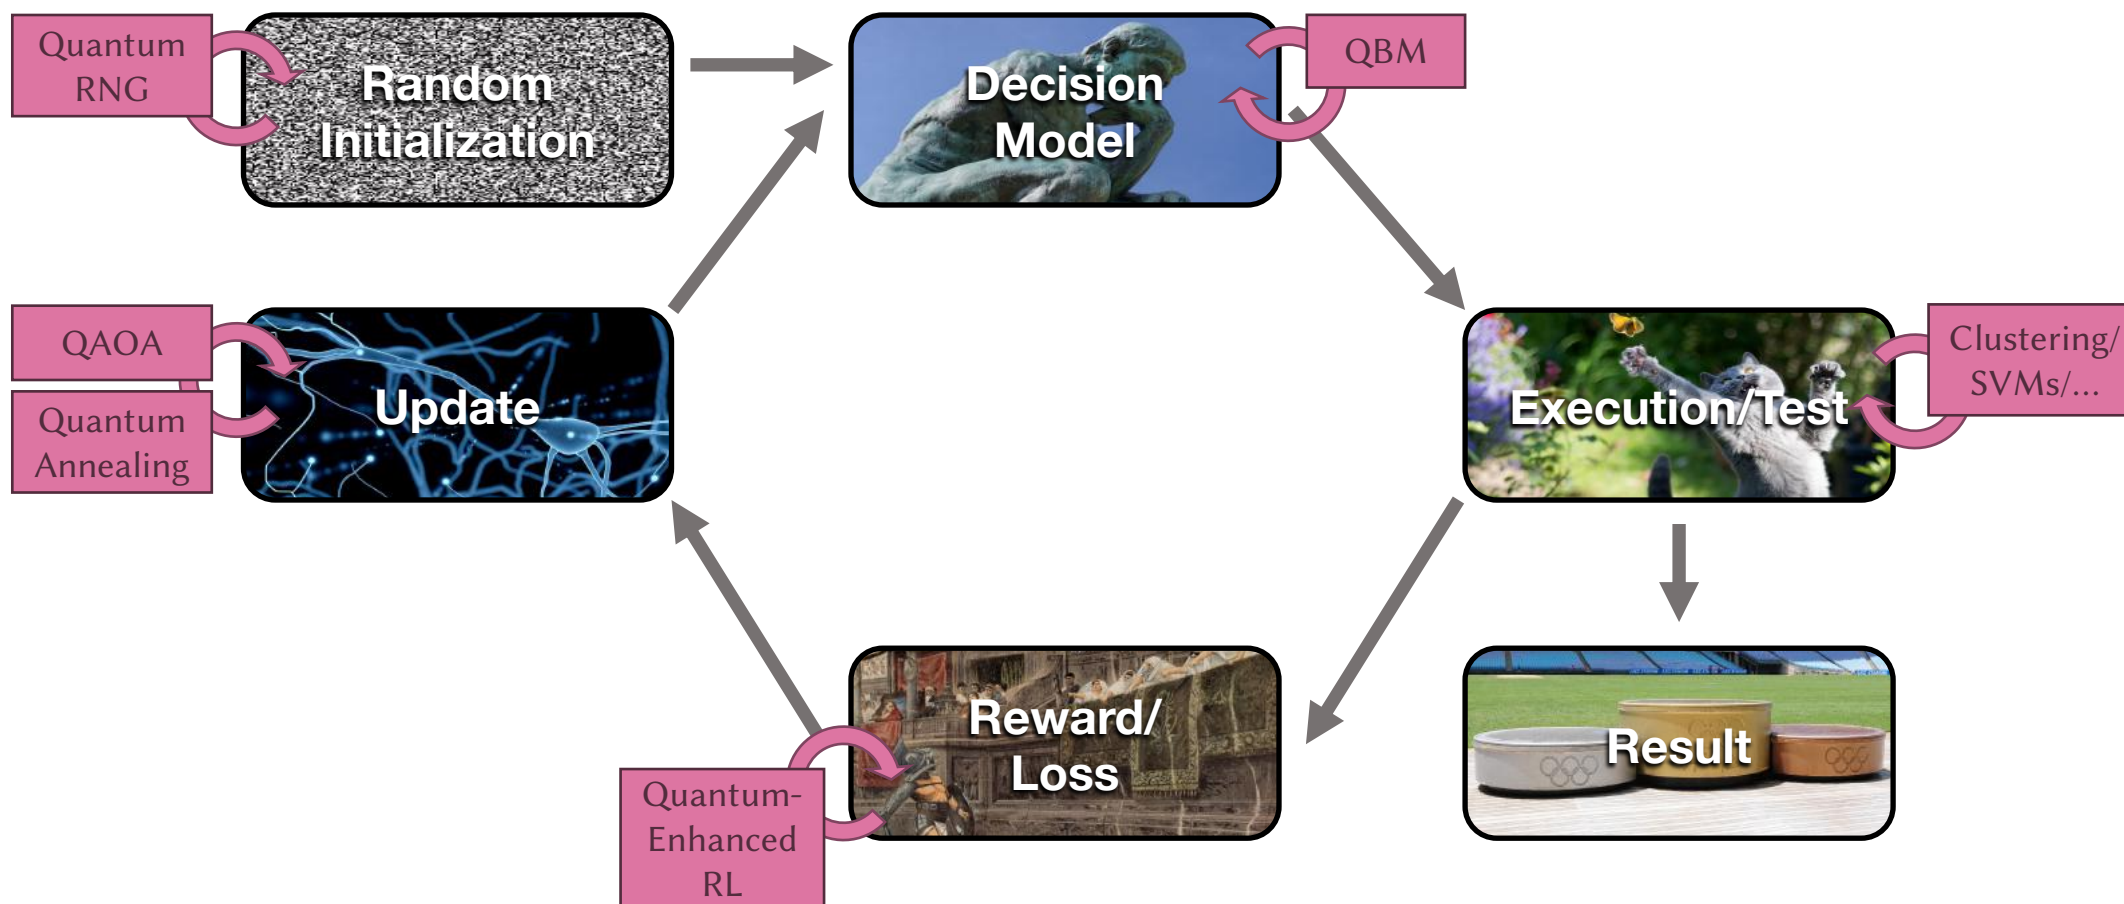 Quantum
RNG
Random
Initialization
Decision
Model
QBM
QAOA
Quantum
Annealing
Update
Execution/Test
Clustering/
SVMs/...
Quantum-
Enhanced
RL
Reward/
Loss
Result